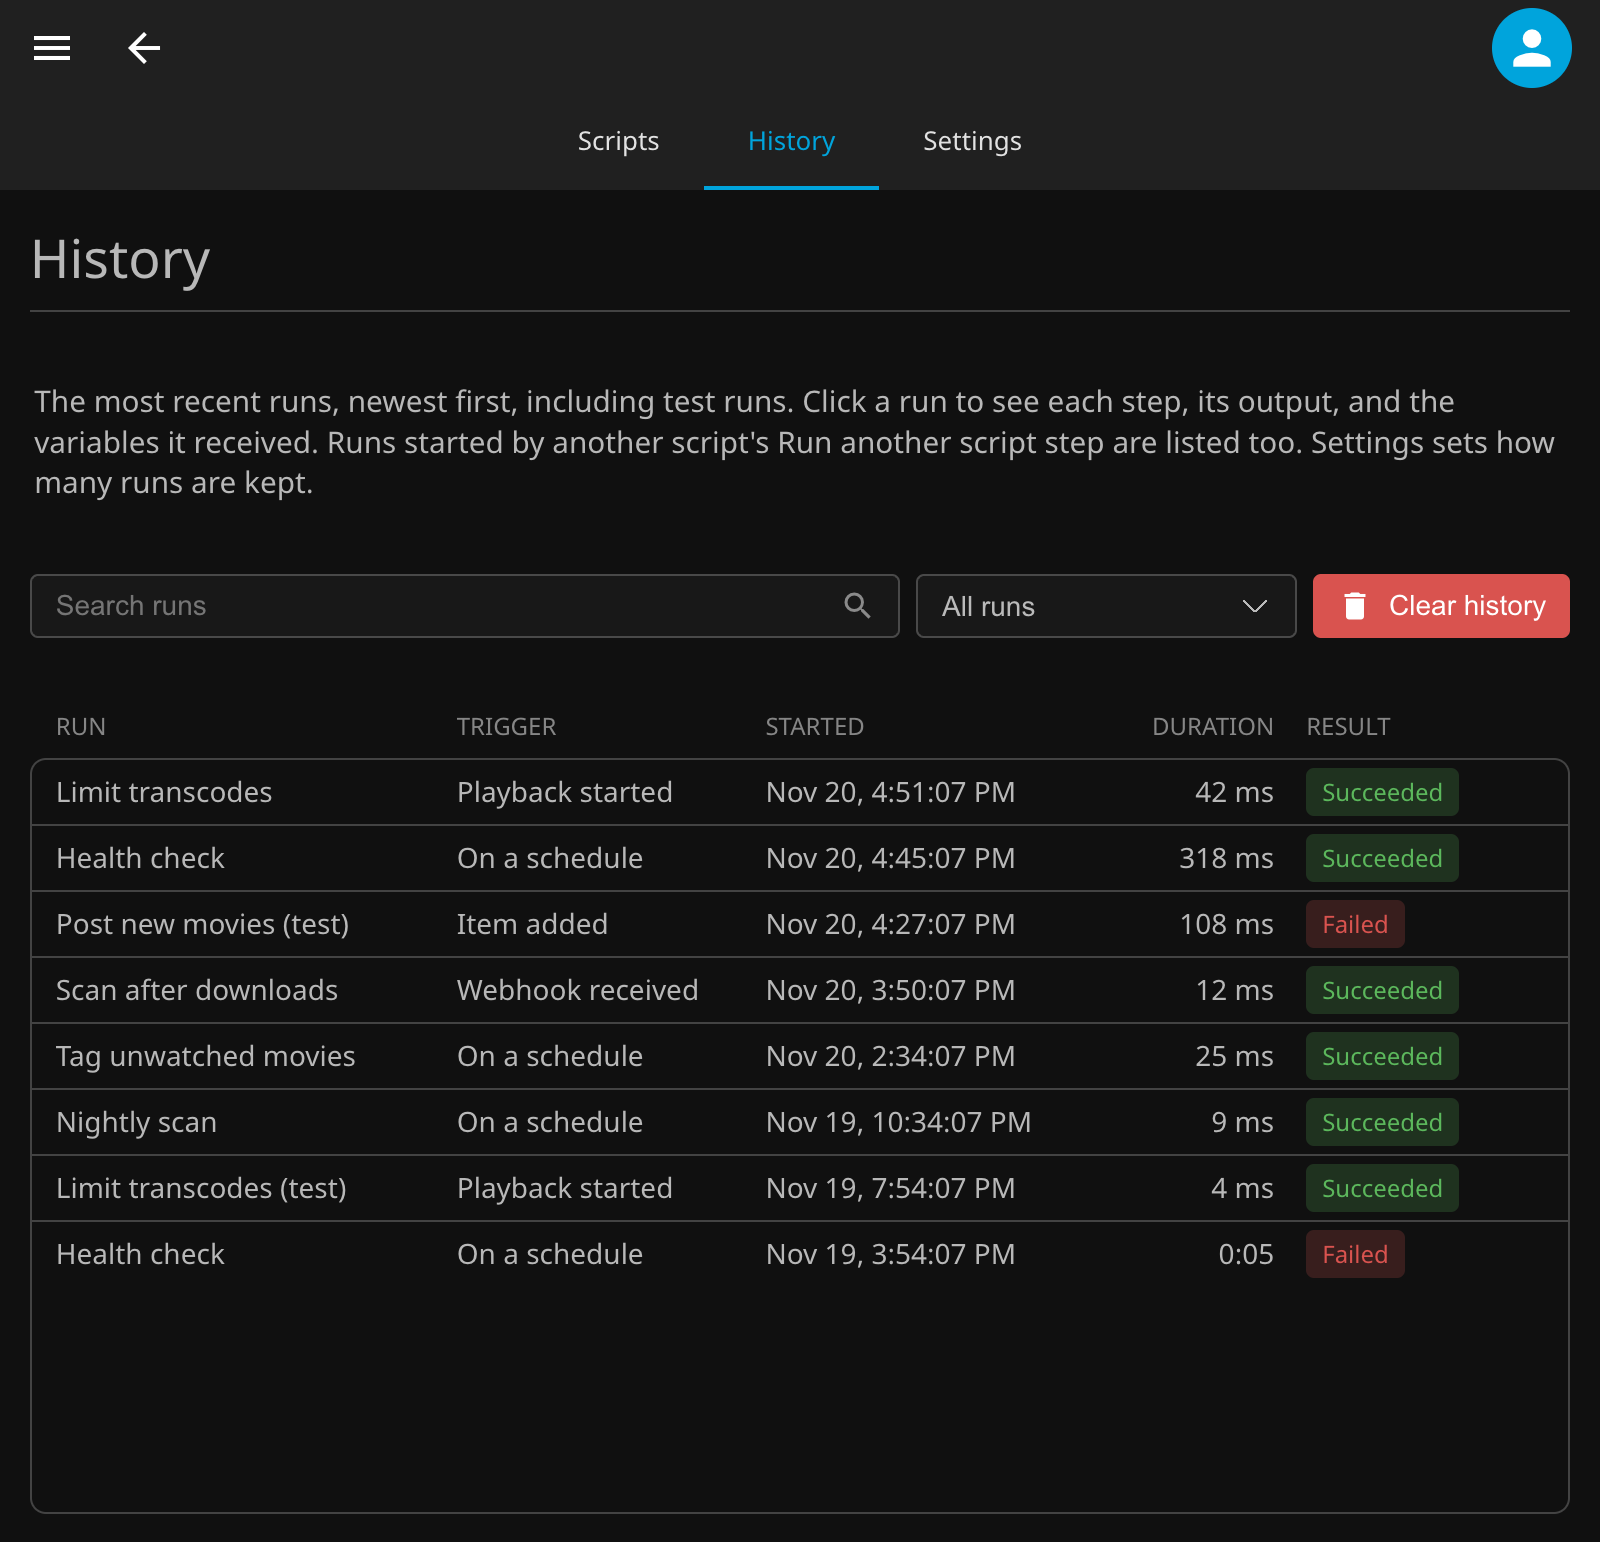 Scripts History Settings
History
The most recent runs, newest first, including test runs. Click a run to see each step, its output, and the
variables it received. Runs started by another script's Run another script step are listed too. Settings sets how
many runs are kept.
Search runs All runs Clear history
RUN TRIGGER STARTED DURATION RESULT
Limit transcodes Playback started Nov 20, 4:51:07 PM 42 ms Succeeded
Health check On a schedule Nov 20, 4:45:07 PM 318 ms Succeeded
Post new movies (test) Item added Nov 20, 4:27:07 PM 108 ms Failed
Scan after downloads Webhook received Nov 20, 3:50:07 PM 12 ms Succeeded
Tag unwatched movies On a schedule Nov 20, 2:34:07 PM 25 ms Succeeded
Nightly scan On a schedule Nov 19, 10:34:07 PM 9 ms Succeeded
Limit transcodes (test) Playback started Nov 19, 7:54:07 PM 4 ms Succeeded
Health check On a schedule Nov 19, 3:54:07 PM 0:05 Failed